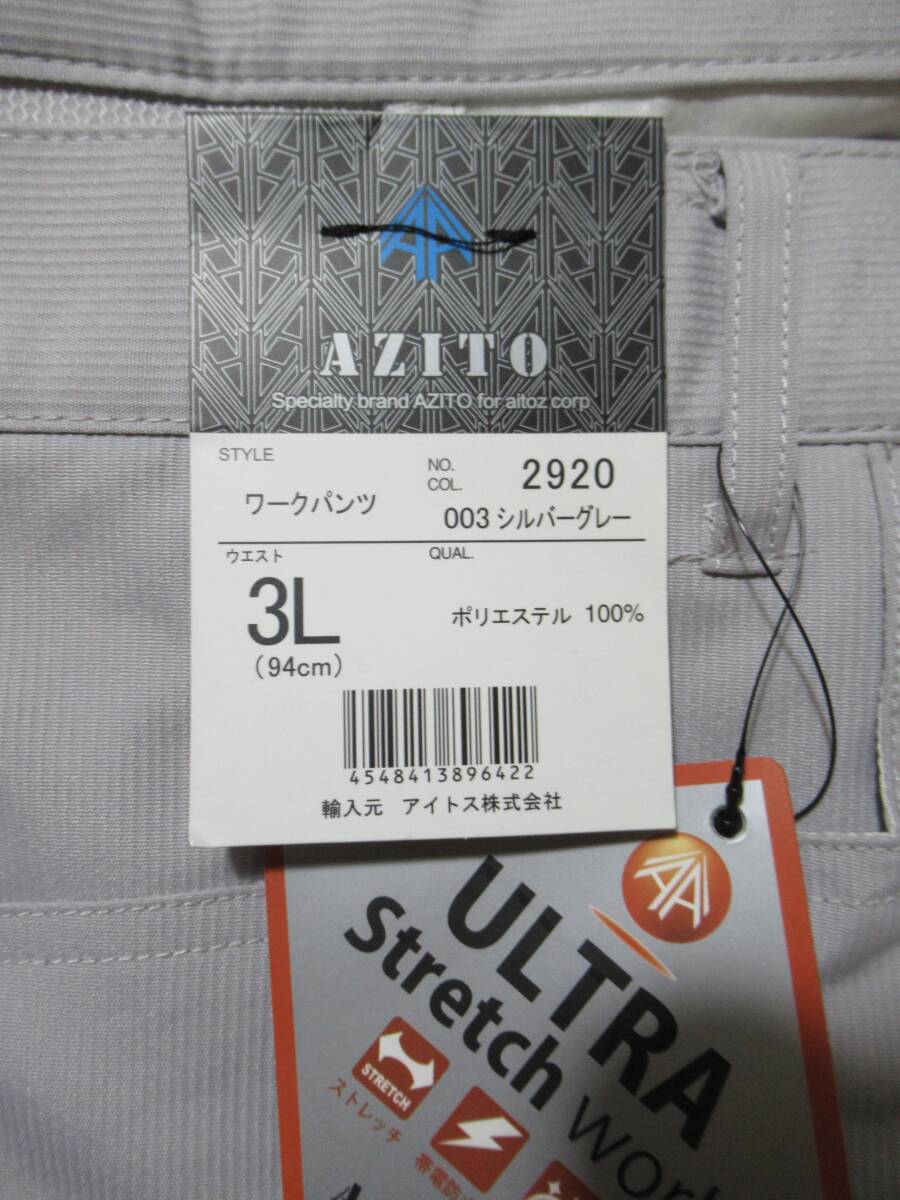 AZITO
Specialty brand AZITO for aitoz corp
STYLE
ワークパンツ
NO. 2920
COL. 003 シルバーグレー
ウエスト
3L
(94cm)
QUAL.
ポリエステル 100%
4548413896422
輸入元 アイトス株式会社
AA
ULTRA
Stretch
STRETCH
ストレッチ